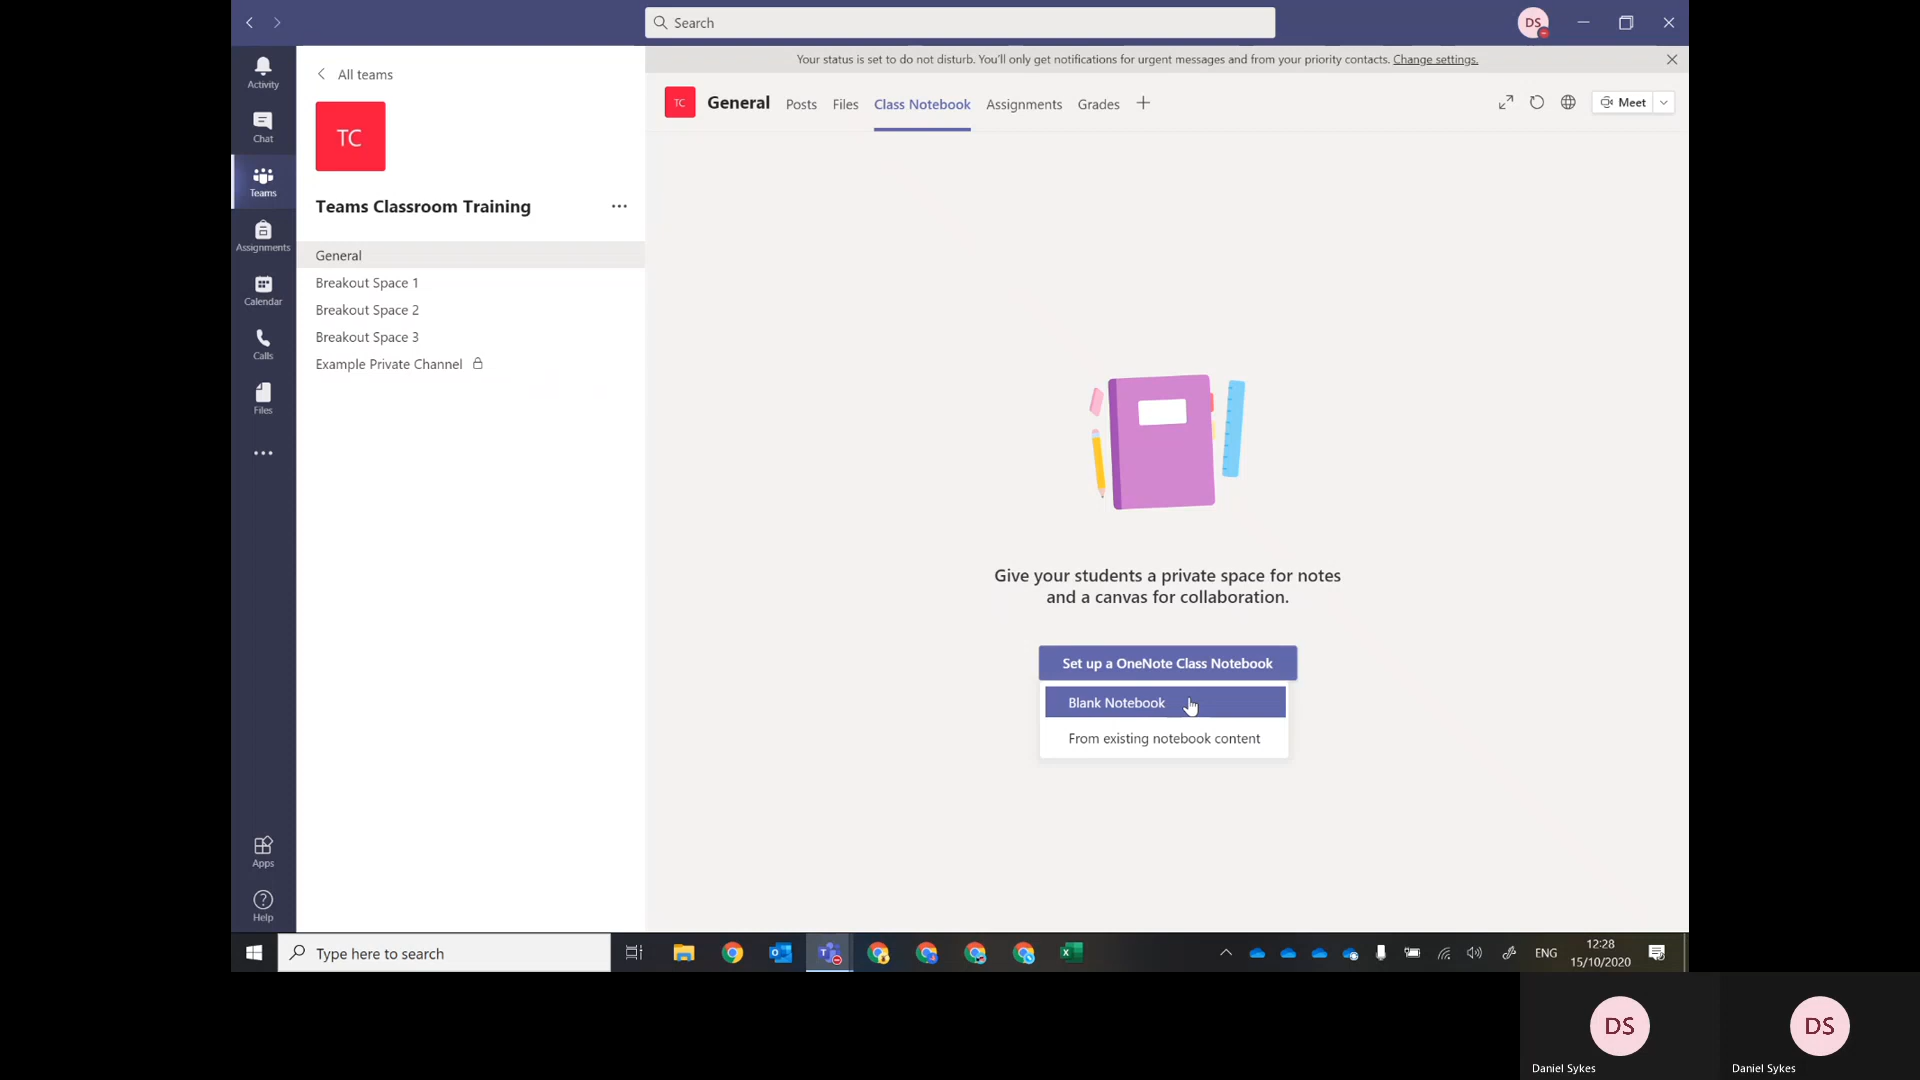 Search
DS
Your status is set to do not disturb. You'll only get notifications for urgent messages and from your priority contacts. Change settings.
Activity
Chat
Teams
Assignments
Calendar
Calls
Files
Apps
Help
All teams
TC
Teams Classroom Training
General
Breakout Space 1
Breakout Space 2
Breakout Space 3
Example Private Channel
TC
General
Posts
Files
Class Notebook
Assignments
Grades
Meet
Give your students a private space for notes
and a canvas for collaboration.
Set up a OneNote Class Notebook
Blank Notebook
From existing notebook content
Type here to search
ENG
12:28
15/10/2020
DS
Daniel Sykes
DS
Daniel Sykes